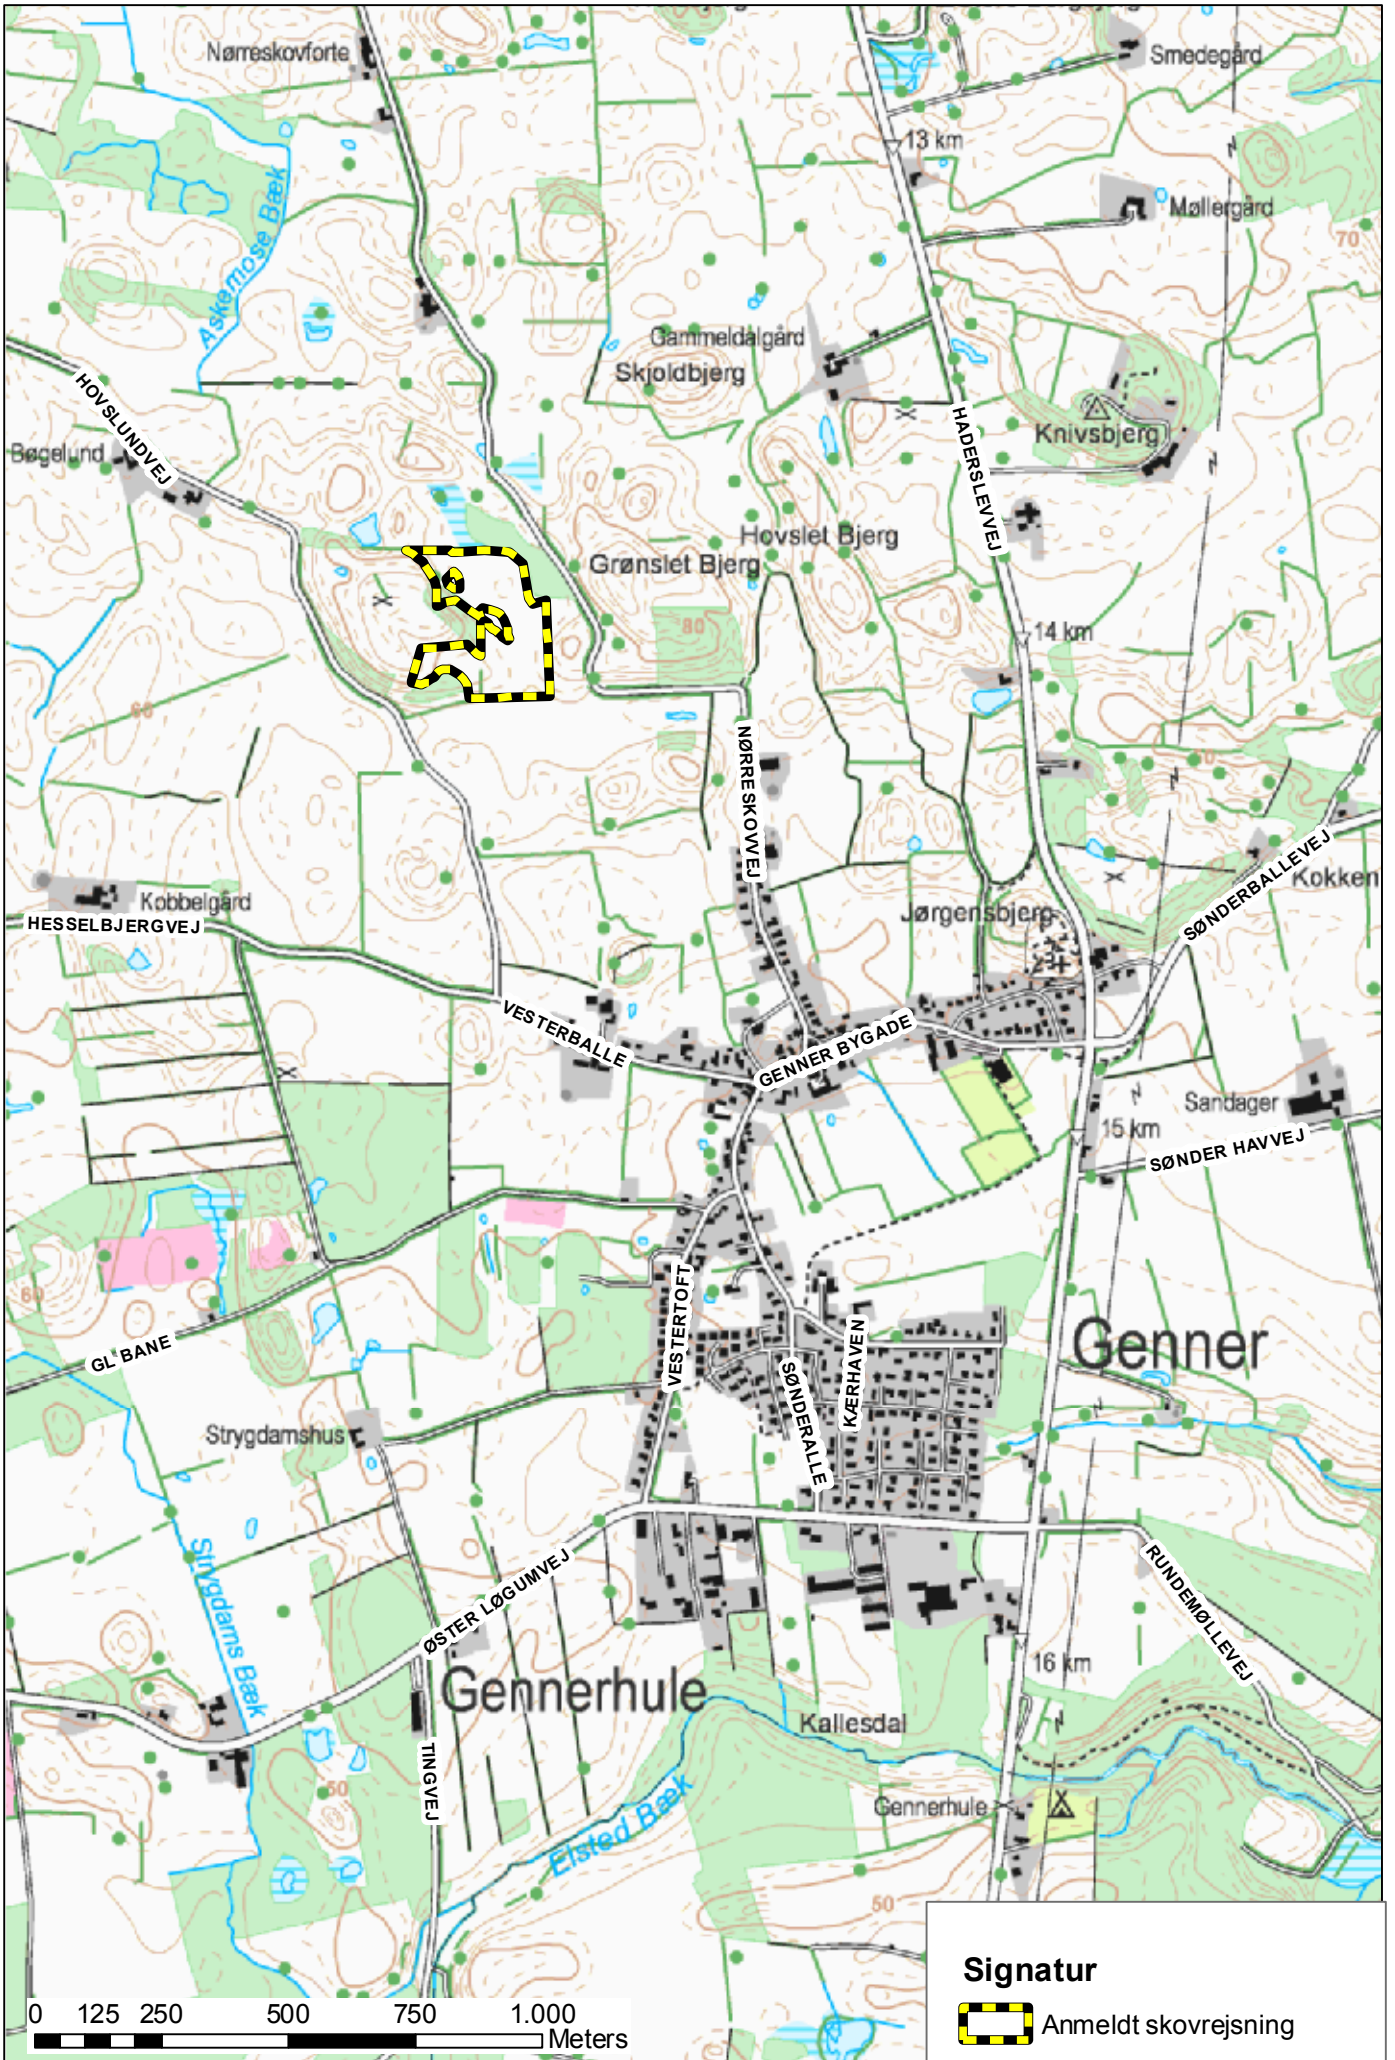 Nørreskovforte
Smedegård
13 km
Møllergård
70
Askemose Bæk
Gammeldalgård
Skjoldbjerg
HOVSLUNDVEJ
Bøgelund
HADERSLEVVEJ
Knivsbjerg
Hovslet Bjerg
Grønslet Bjerg
80
14 km
60
NØRRESKOVVEJ
SØNDERBALLEVEJ
Kokken
Kobbelgård
HESSELBJERGVEJ
Jørgensbjerg
VESTERBALLE
GENNER BYGADE
Sandager
15 km
SØNDER HAVVEJ
60
GL BANE
VESTERTOFT
KÆRHAVEN
SØNDERALLE
Genner
Strygdamshus
Strygdams Bæk
ØSTER LØGUMVEJ
RUNDEMØLLEVEJ
16 km
Gennerhule
Kallesdal
TINGVEJ
50
Gennerhule
Elsted Bæk
50
Signatur
Anmeldt skovrejsning
0 125 250 500 750 1.000
Meters